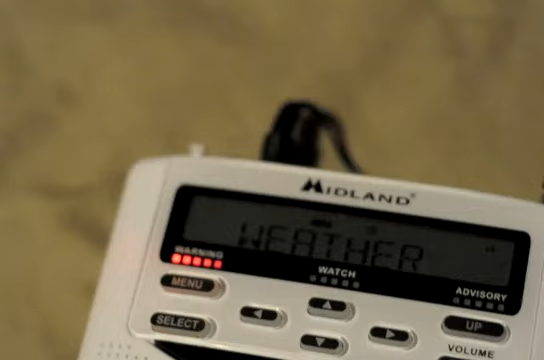 MIDLAND
WEATHER
WARNING
WATCH
ADVISORY
MENU
SELECT
UP
VOLUME